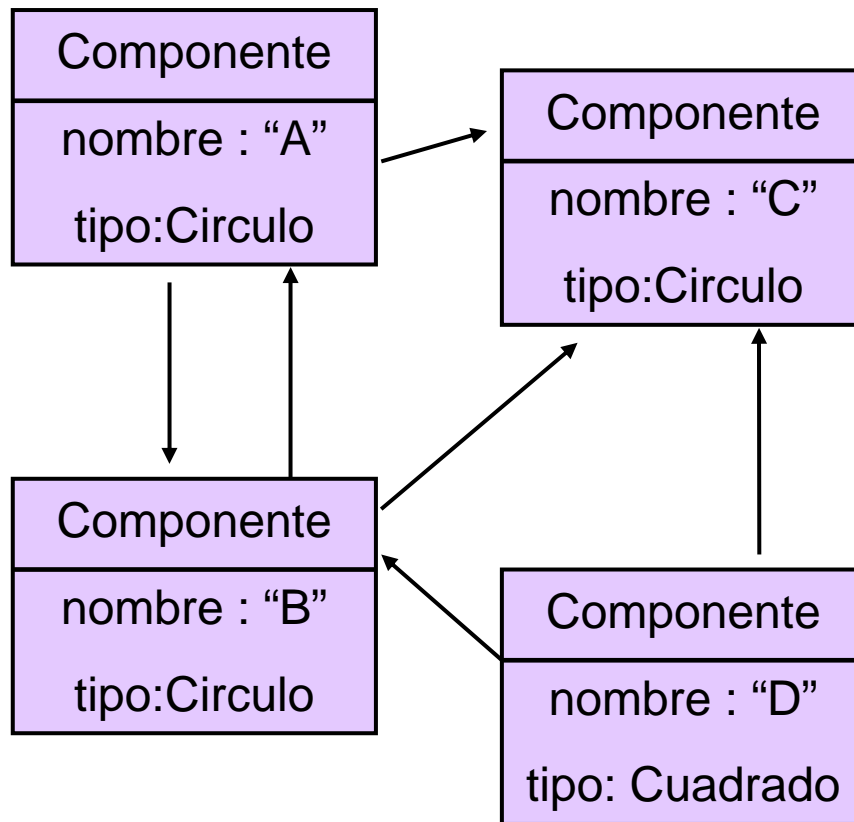 Componente
nombre : “A”
tipo:Circulo
Componente
nombre : “C”
tipo:Circulo
Componente
nombre : “B”
tipo:Circulo
Componente
nombre : “D”
tipo: Cuadrado